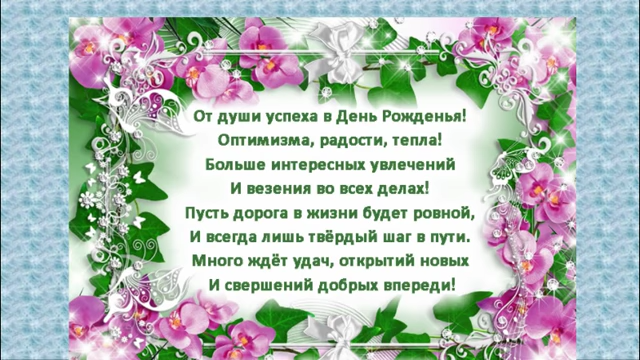 От души успеха в День Рожденья!
Оптимизма, радости, тепла!
Больше интересных увлечений
И везения во всех делах!
Пусть дорога в жизни будет ровной,
И всегда лишь твёрдый шаг в пути.
Много ждёт удач, открытий новых
И свершений добрых впереди!